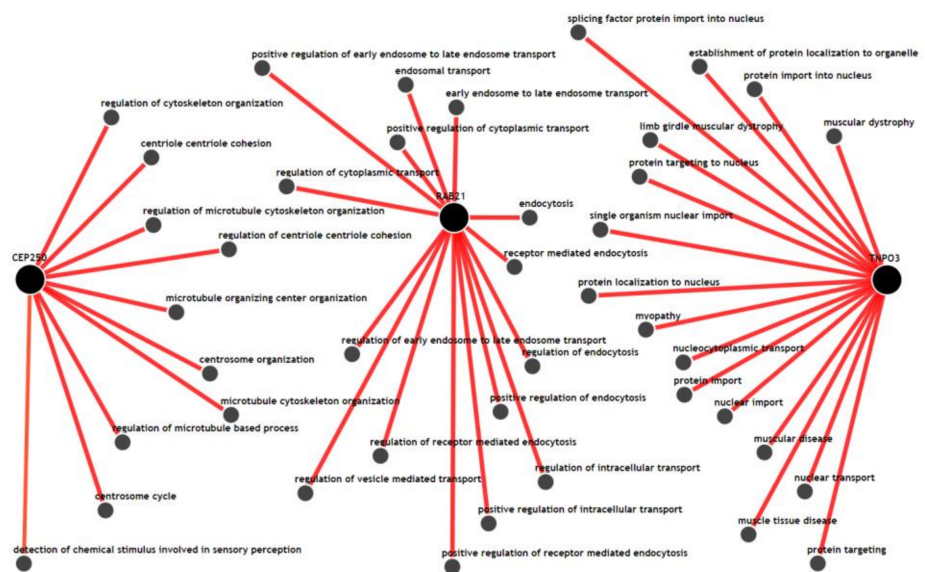 splicing factor protein import into nucleus
positive regulation of early endosome to late endosome transport
establishment of protein localization to organelle
endosomal transport
protein import into nucleus
early endosome to late endosome transport
regulation of cytoskeleton organization
muscular dystrophy
positive regulation of cytoplasmic transport
limb girdle muscular dystrophy
centriole centriole cohesion
protein targeting to nucleus
regulation of cytoplasmic transport
RAB21
endocytosis
regulation of microtubule cytoskeleton organization
single organism nuclear import
regulation of centriole centriole cohesion
receptor mediated endocytosis
CEP250
TNPO3
protein localization to nucleus
microtubule organizing center organization
myopathy
regulation of early endosome to late endosome transport
regulation of endocytosis
nucleocytoplasmic transport
centrosome organization
protein import
microtubule cytoskeleton organization
positive regulation of endocytosis
nuclear import
regulation of microtubule based process
regulation of receptor mediated endocytosis
muscular disease
regulation of intracellular transport
regulation of vesicle mediated transport
nuclear transport
centrosome cycle
positive regulation of intracellular transport
muscle tissue disease
detection of chemical stimulus involved in sensory perception
positive regulation of receptor mediated endocytosis
protein targeting